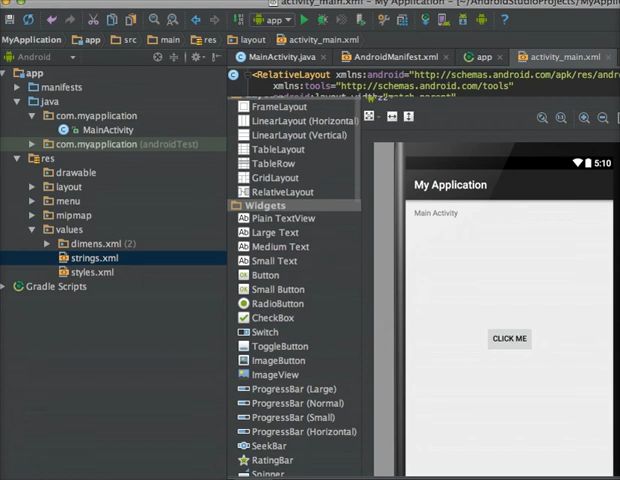 activity_main.xml - My Application - [~/AndroidStudioProjects/MyApplic
app
MyApplication app src main res layout activity_main.xml
Android
MainActivity.java AndroidManifest.xml app activity_main.xml
app
manifests
java
com.myapplication
MainActivity
com.myapplication (androidTest)
res
drawable
layout
menu
mipmap
values
dimens.xml (2)
strings.xml
styles.xml
Gradle Scripts
<RelativeLayout xmlns:android="http://schemas.android.com/apk/res/andro
xmlns:tools="http://schemas.android.com/tools"
FrameLayout
LinearLayout (Horizontal)
LinearLayout (Vertical)
TableLayout
TableRow
GridLayout
RelativeLayout
Widgets
Plain TextView
Large Text
Medium Text
Small Text
Button
Small Button
RadioButton
CheckBox
Switch
ToggleButton
ImageButton
ImageView
ProgressBar (Large)
ProgressBar (Normal)
ProgressBar (Small)
ProgressBar (Horizontal)
SeekBar
RatingBar
Spinner
5:10
My Application
Main Activity
CLICK ME